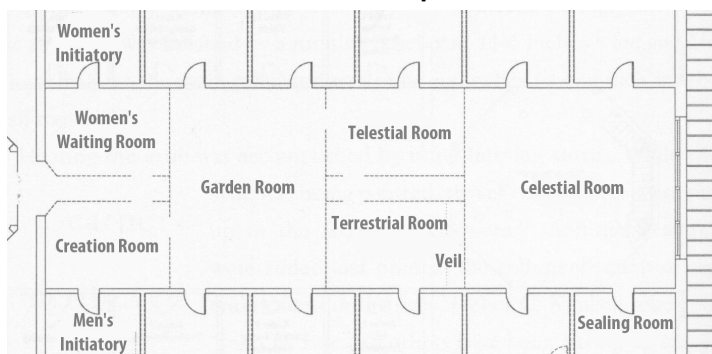 Women's
Initiatory
Women's
Waiting Room
Telestial Room
Garden Room
Celestial Room
Terrestrial Room
Creation Room
Veil
Men's
Initiatory
Sealing Room